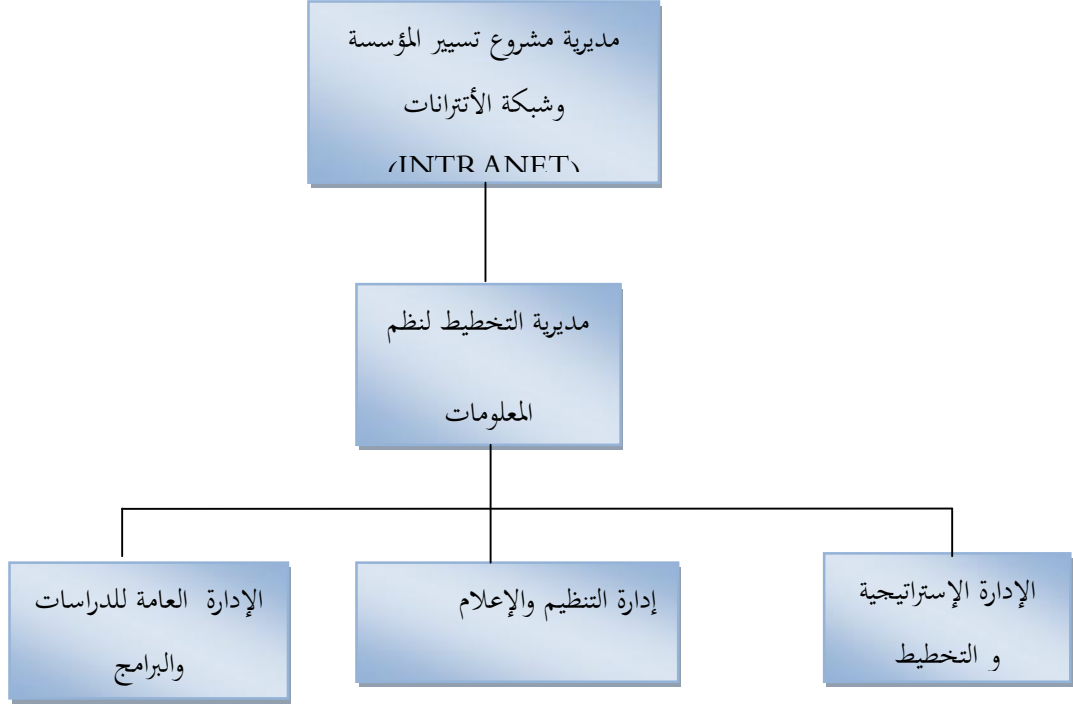 مديرية مشروع تسيير المؤسسة
وشبكة الأتترانات
(INTRANET)
مديرية التخطيط لنظم
المعلومات
الإدارة الإستراتيجية
و التخطيط
إدارة التنظيم والإعلام
الإدارة العامة للدراسات
والبرامج